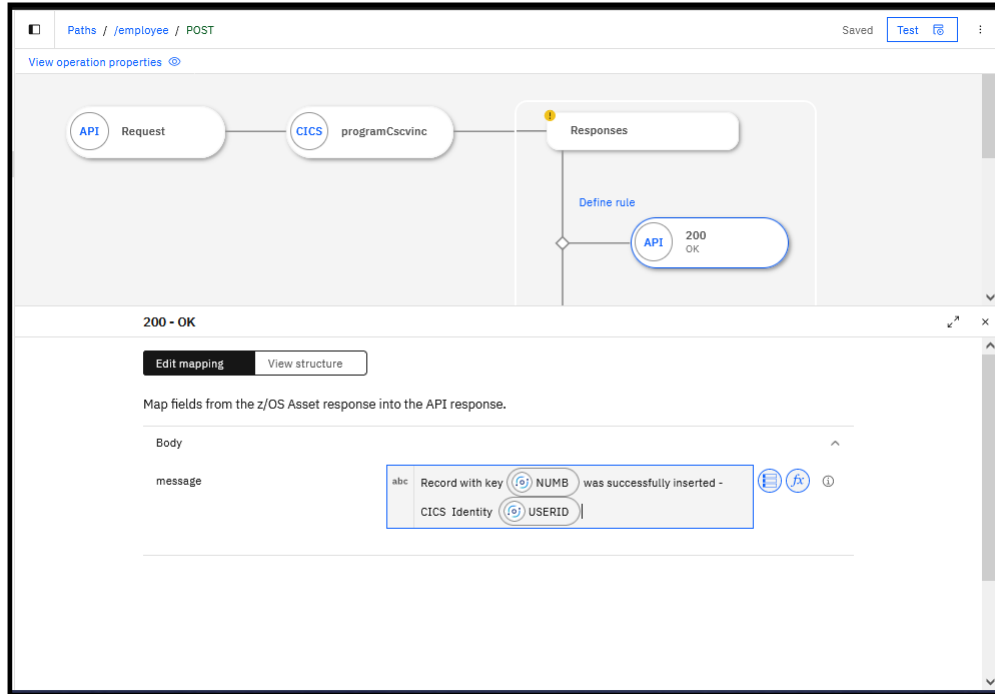 Paths / /employee / POST
Saved
Test
View operation properties
API Request
CICS programCscvinc
Responses
Define rule
API 200
OK
200 - OK
Edit mapping
View structure
Map fields from the z/OS Asset response into the API response.
Body
message
abc Record with key NUMB was successfully inserted -
CICS Identity USERID
fx